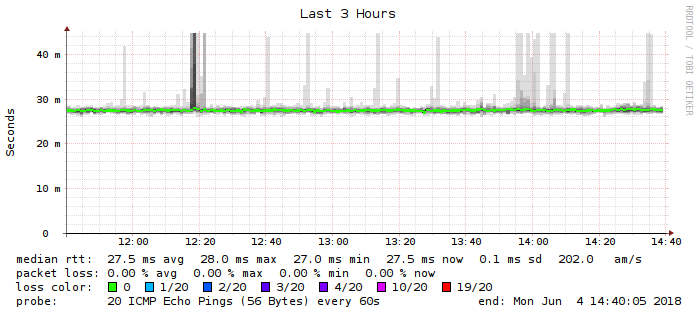 Last 3 Hours
RRDTOOL / TOBI OETIKER
Seconds
40 m
30 m
20 m
10 m
0
12:00 12:20 12:40 13:00 13:20 13:40 14:00 14:20 14:40
median rtt: 27.5 ms avg 28.0 ms max 27.0 ms min 27.5 ms now 0.1 ms sd 202.0 am/s
packet loss: 0.00 % avg 0.00 % max 0.00 % min 0.00 % now
loss color: 0 1/20 2/20 3/20 4/20 10/20 19/20
probe: 20 ICMP Echo Pings (56 Bytes) every 60s end: Mon Jun 4 14:40:05 2018